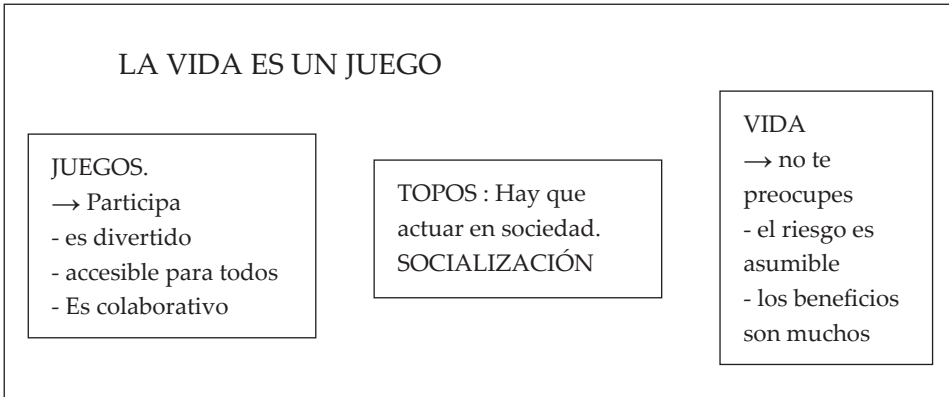 LA VIDA ES UN JUEGO
JUEGOS.
→ Participa
- es divertido
- accesible para todos
- Es colaborativo
TOPOS : Hay que
actuar en sociedad.
SOCIALIZACIÓN
VIDA
→ no te
preocupes
- el riesgo es
asumible
- los beneficios
son muchos